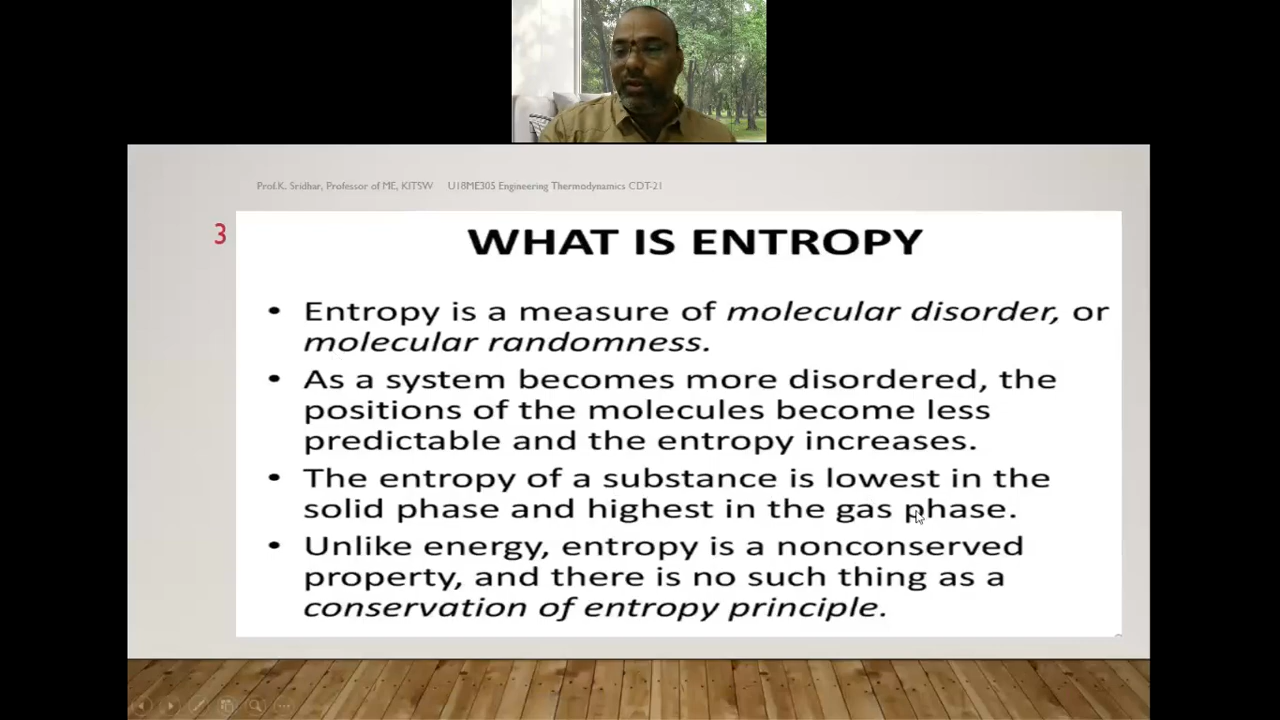 Prof.K. Sridhar, Professor of ME, KITSW U18ME305 Engineering Thermodynamics CDT-21
3
WHAT IS ENTROPY
• Entropy is a measure of molecular disorder, or
molecular randomness.
• As a system becomes more disordered, the
positions of the molecules become less
predictable and the entropy increases.
• The entropy of a substance is lowest in the
solid phase and highest in the gas phase.
• Unlike energy, entropy is a nonconserved
property, and there is no such thing as a
conservation of entropy principle.